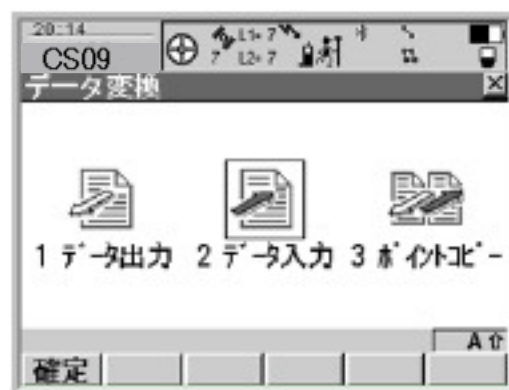 20:14
CS09
7
L1= 7
L2= 7
データ変換
1 ﾃﾞｰﾀ出力
2 ﾃﾞｰﾀ入力
3 ﾎﾟｲﾝﾄｺﾋﾟｰ
A⇧
確定